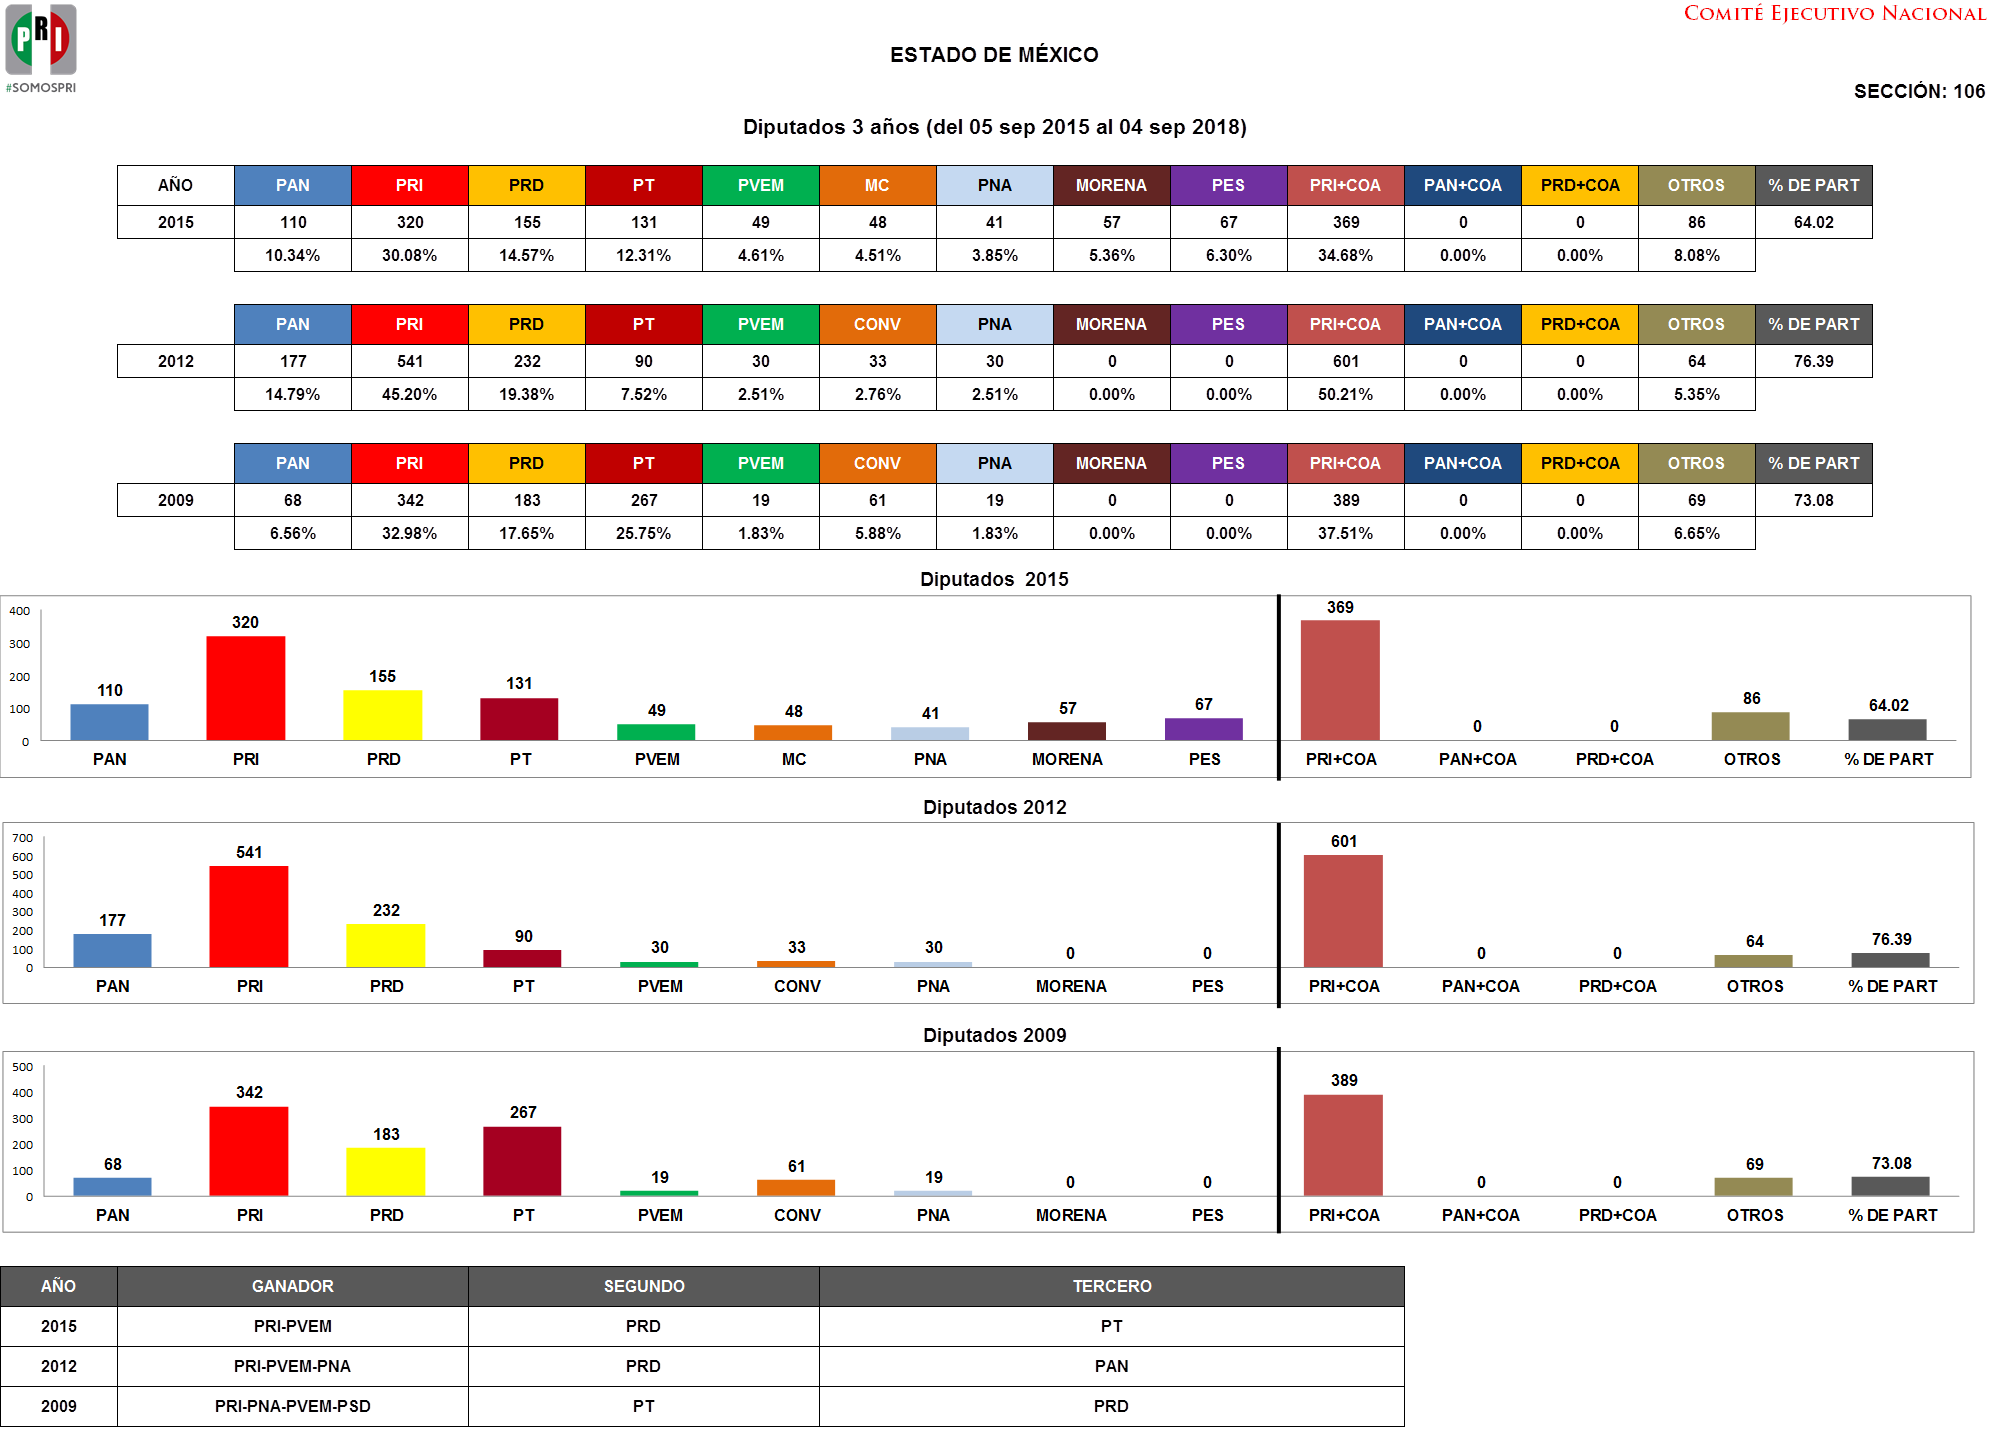 PRI
#SOMOSPRI
COMITÉ EJECUTIVO NACIONAL
ESTADO DE MÉXICO
SECCIÓN: 106
Diputados 3 años (del 05 sep 2015 al 04 sep 2018)
AÑO PAN PRI PRD PT PVEM MC PNA MORENA PES PRI+COA PAN+COA PRD+COA OTROS % DE PART
2015 110 320 155 131 49 48 41 57 67 369 0 0 86 64.02
10.34% 30.08% 14.57% 12.31% 4.61% 4.51% 3.85% 5.36% 6.30% 34.68% 0.00% 0.00% 8.08%
PAN PRI PRD PT PVEM CONV PNA MORENA PES PRI+COA PAN+COA PRD+COA OTROS % DE PART
2012 177 541 232 90 30 33 30 0 0 601 0 0 64 76.39
14.79% 45.20% 19.38% 7.52% 2.51% 2.76% 2.51% 0.00% 0.00% 50.21% 0.00% 0.00% 5.35%
PAN PRI PRD PT PVEM CONV PNA MORENA PES PRI+COA PAN+COA PRD+COA OTROS % DE PART
2009 68 342 183 267 19 61 19 0 0 389 0 0 69 73.08
6.56% 32.98% 17.65% 25.75% 1.83% 5.88% 1.83% 0.00% 0.00% 37.51% 0.00% 0.00% 6.65%
Diputados 2015
400
300
200
100
0
110 320 155 131 49 48 41 57 67 369 0 0 86 64.02
PAN PRI PRD PT PVEM MC PNA MORENA PES PRI+COA PAN+COA PRD+COA OTROS % DE PART
Diputados 2012
700
600
500
400
300
200
100
0
177 541 232 90 30 33 30 0 0 601 0 0 64 76.39
PAN PRI PRD PT PVEM CONV PNA MORENA PES PRI+COA PAN+COA PRD+COA OTROS % DE PART
Diputados 2009
500
400
300
200
100
0
68 342 183 267 19 61 19 0 0 389 0 0 69 73.08
PAN PRI PRD PT PVEM CONV PNA MORENA PES PRI+COA PAN+COA PRD+COA OTROS % DE PART
AÑO GANADOR SEGUNDO TERCERO
2015 PRI-PVEM PRD PT
2012 PRI-PVEM-PNA PRD PAN
2009 PRI-PNA-PVEM-PSD PT PRD